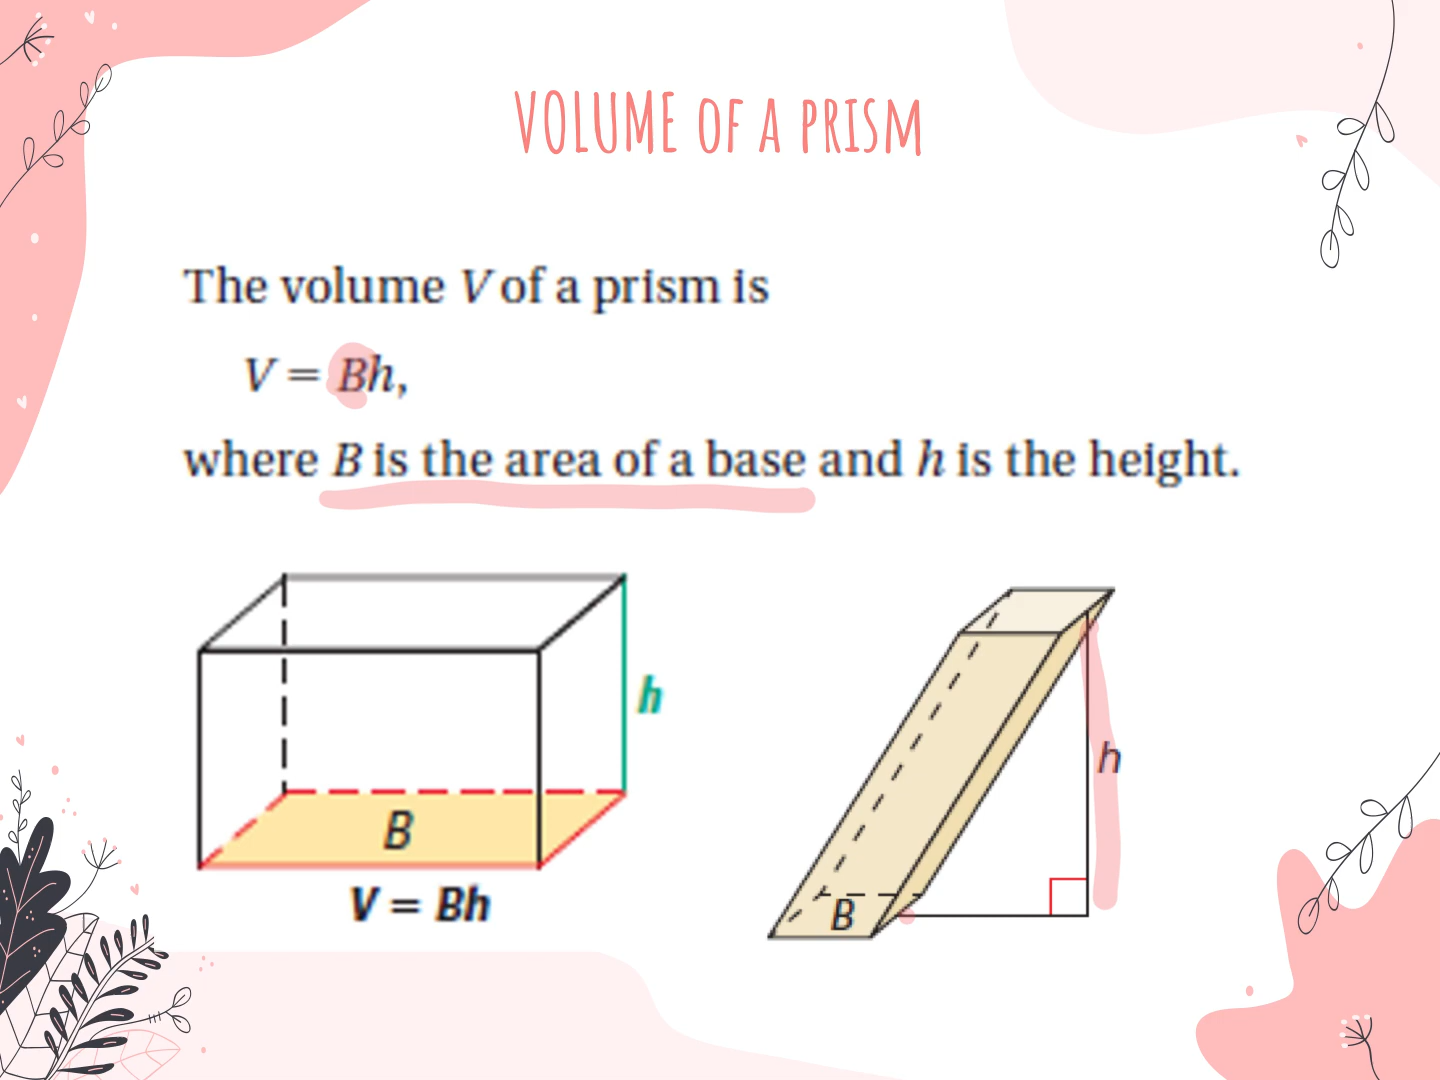 VOLUME OF A PRISM
The volume V of a prism is
V = Bh,
where B is the area of a base and h is the height.
h
B
V = Bh
h
B